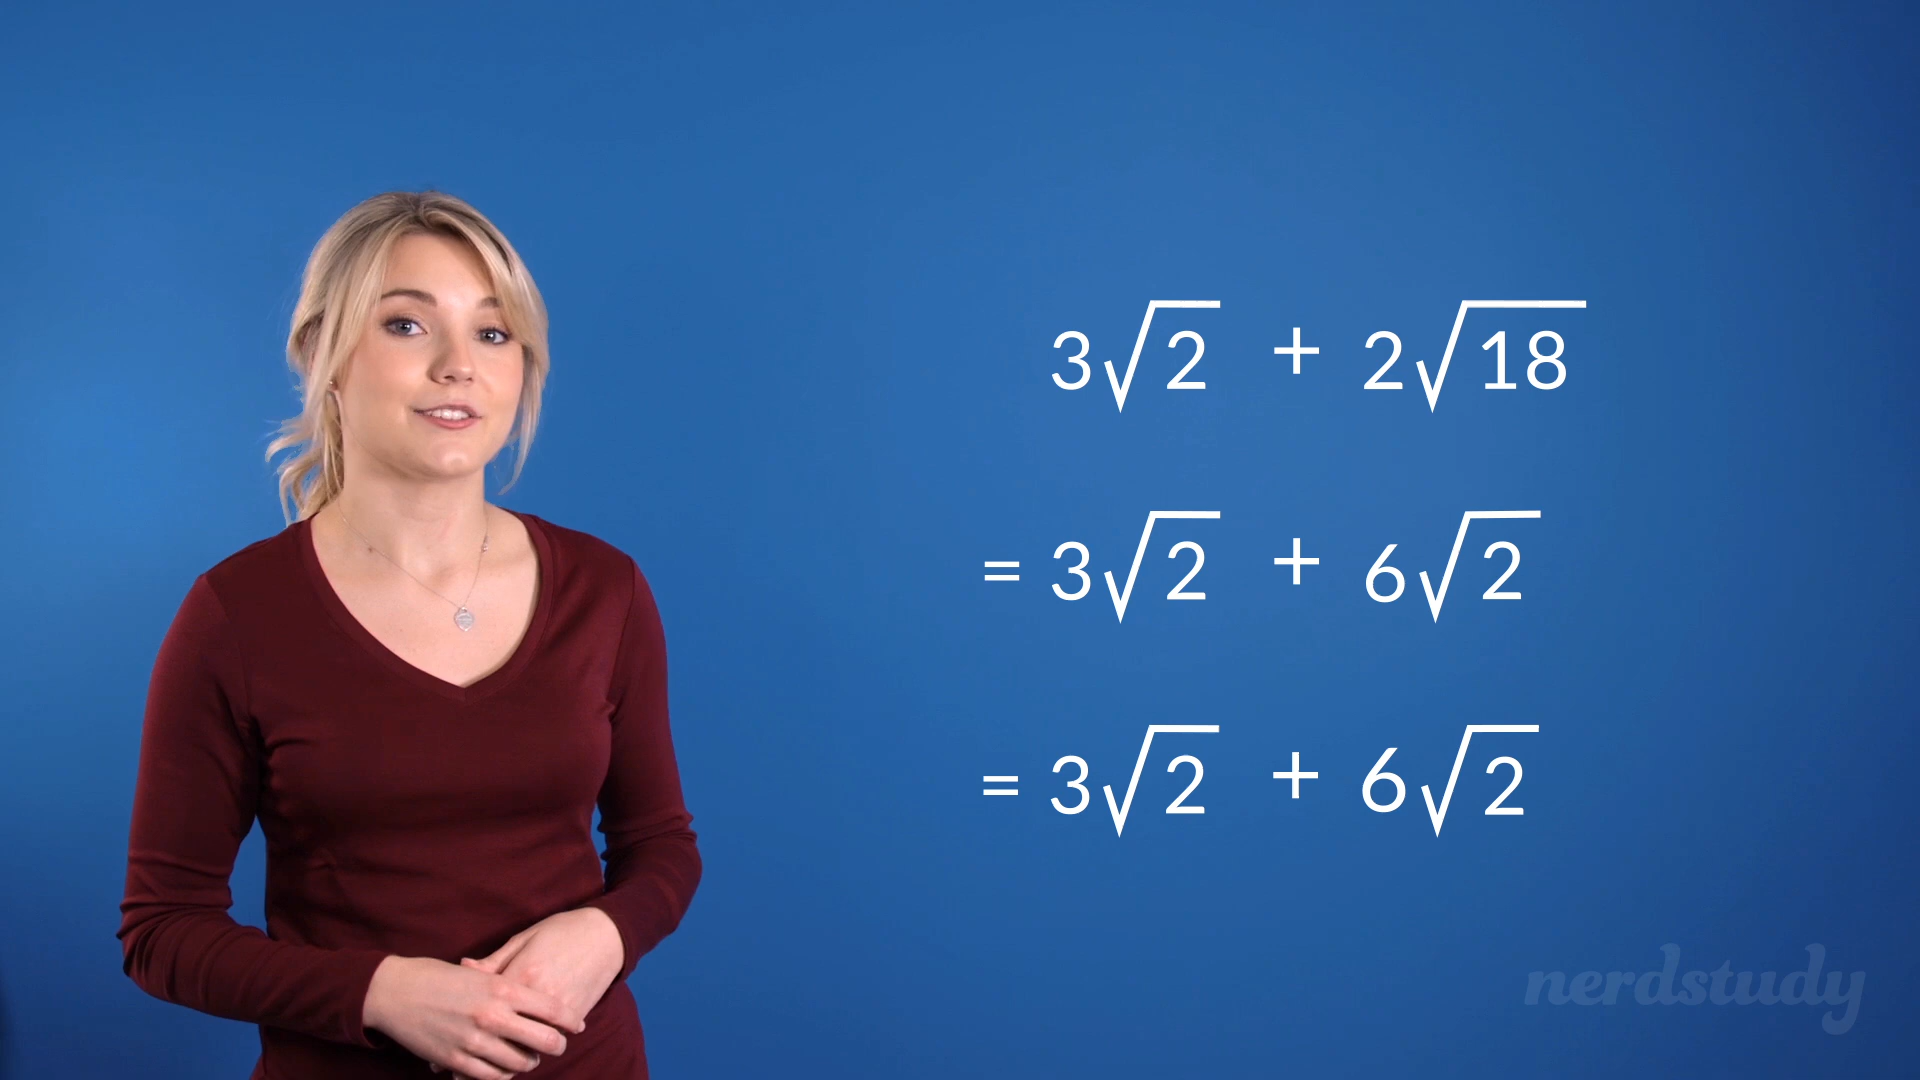 3√2 + 2√18
= 3√2 + 6√2
= 3√2 + 6√2
nerdstudy